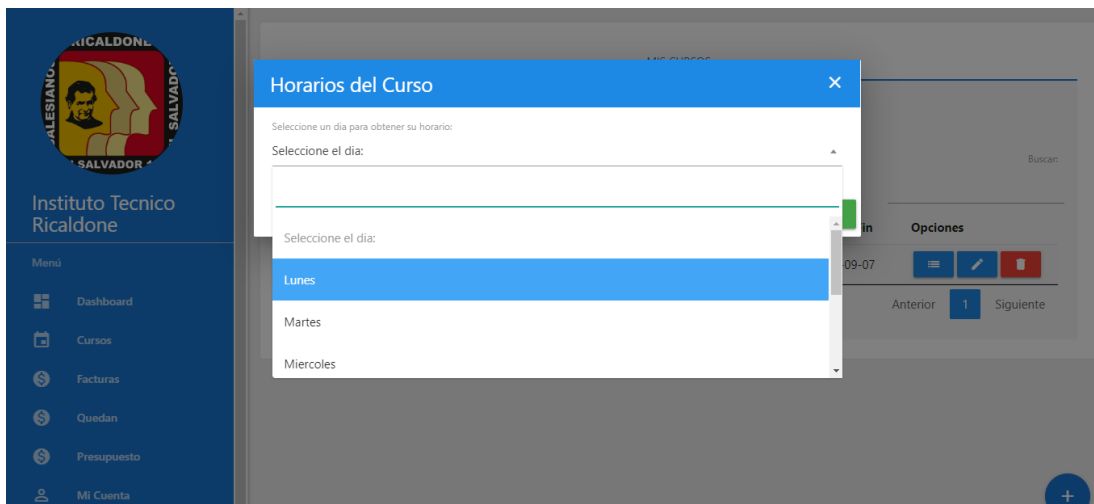 RICALDONE
SALESIANO
SALVADOR
SALVADOR
Instituto Tecnico
Ricaldone
Menú
Dashboard
Cursos
Facturas
Quedan
Presupuesto
Mi Cuenta
MIS CURSOS
Horarios del Curso
Seleccione un dia para obtener su horario:
Seleccione el dia:
Seleccione el dia:
Lunes
Martes
Miercoles
Buscar:
Opciones
-09-07
Anterior 1 Siguiente